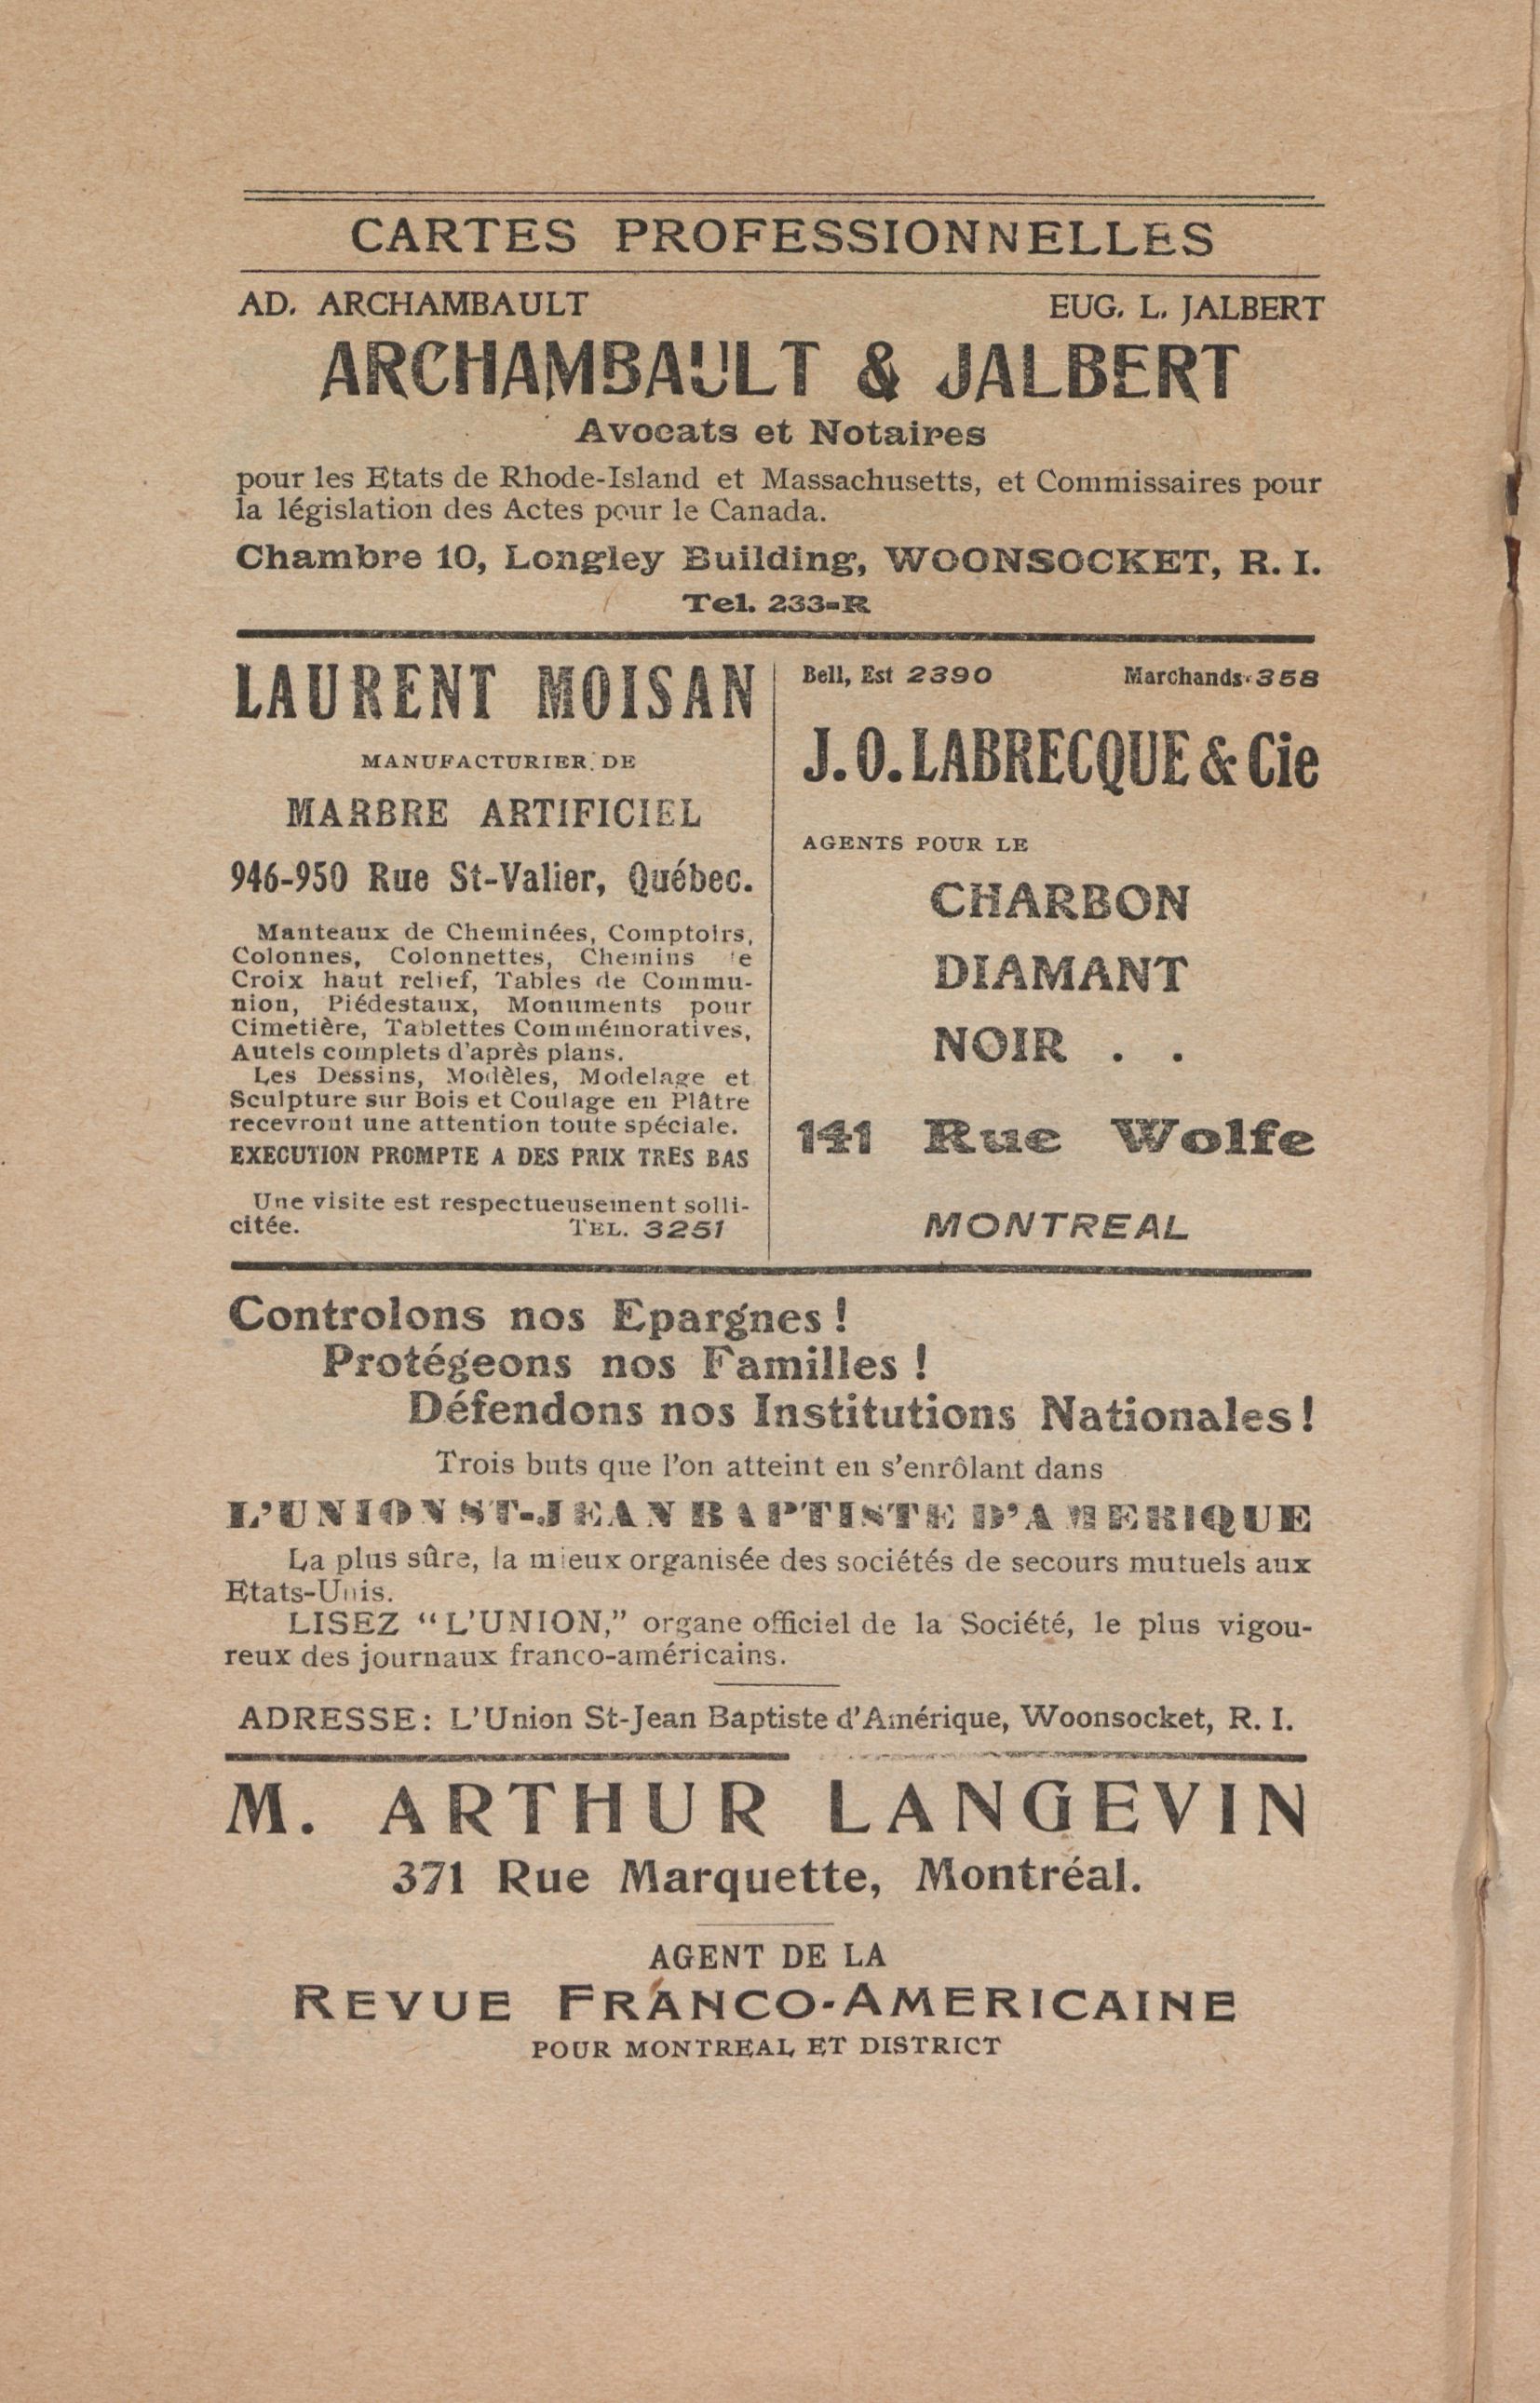 CARTES PROFESSIONNELLES
AD. ARCHAMBAULT EUG. L. JALBERT
ARCHAMBAULT & JALBERT
Avocats et Notaires
pour les Etats de Rhode-Island et Massachusetts, et Commissaires pour
la législation des Actes pour le Canada.
Chambre 10, Longley Building, WOONSOCKET, R. I.
Tel. 233-R
LAURENT MOISAN
MANUFACTURIER DE
MARBRE ARTIFICIEL
946-950 Rue St-Valier, Québec.
Manteaux de Cheminées, Comptoirs,
Colonnes, Colonnettes, Chemins e
Croix haut relief, Tables de Commu-
nion, Piédestaux, Monuments pour
Cimetière, Tablettes Commémoratives,
Autels complets d'après plans.
Les Dessins, Modèles, Modelage et
Sculpture sur Bois et Coulage en Plâtre
recevront une attention toute spéciale.
EXECUTION PROMPTE A DES PRIX TRES BAS
Une visite est respectueusement solli-
citée. TEL. 3251
Bell, Est 2390 Marchands 358
J. O. LABRECQUE & Cie
AGENTS POUR LE
CHARBON
DIAMANT
NOIR . .
141 Rue Wolfe
MONTREAL
Controlons nos Epargnes !
Protégeons nos Familles !
Défendons nos Institutions Nationales !
Trois buts que l'on atteint en s'enrôlant dans
L'UNION ST-JEAN BAPTISTE D'AMERIQUE
La plus sûre, la mieux organisée des sociétés de secours mutuels aux
Etats-Unis.
LISEZ "L'UNION," organe officiel de la Société, le plus vigou-
reux des journaux franco-américains.
ADRESSE: L'Union St-Jean Baptiste d'Amérique, Woonsocket, R. I.
M. ARTHUR LANGEVIN
371 Rue Marquette, Montréal.
AGENT DE LA
REVUE FRANCO-AMERICAINE
POUR MONTREAL ET DISTRICT